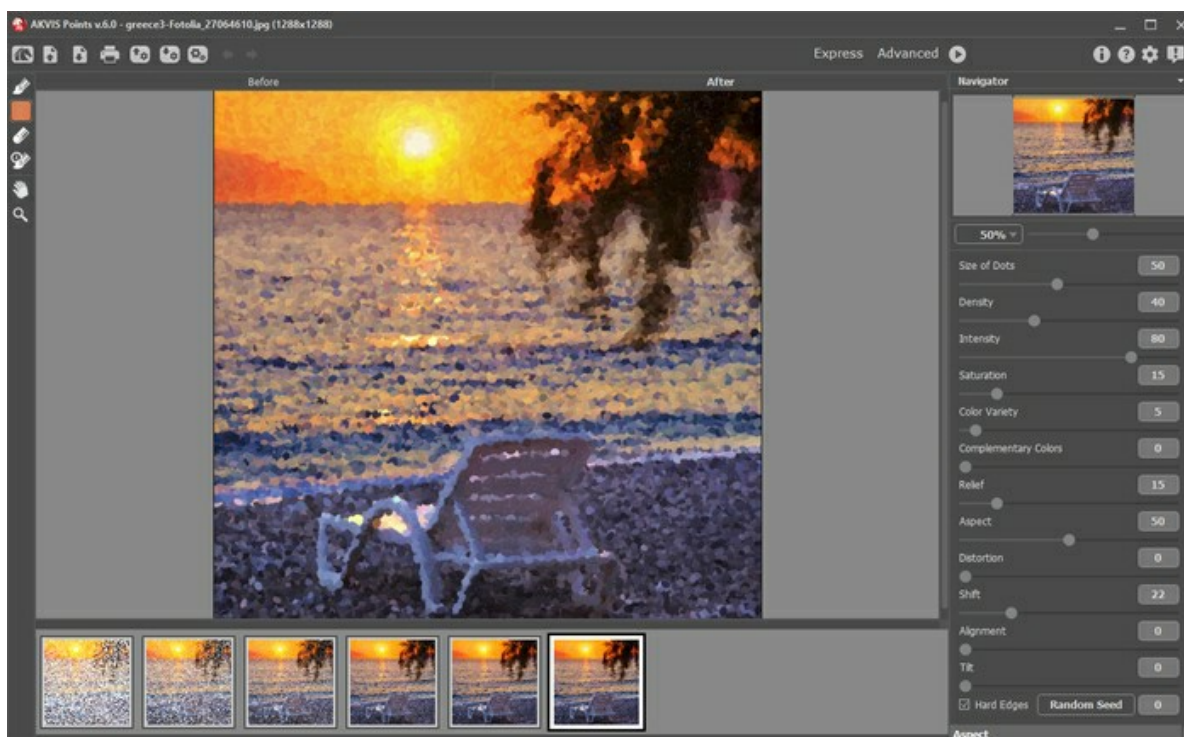 AKVIS Points v.6.0 - greece3-Fotolia_27064610.jpg (1288x1288)
Express Advanced
Before After
Navigator
50%
Size of Dots 50
Density 40
Intensity 80
Saturation 15
Color Variety 5
Complementary Colors 0
Relief 15
Aspect 50
Distortion 0
Shift 22
Alignment 0
Tilt 0
Hard Edges Random Seed 0
Aspect